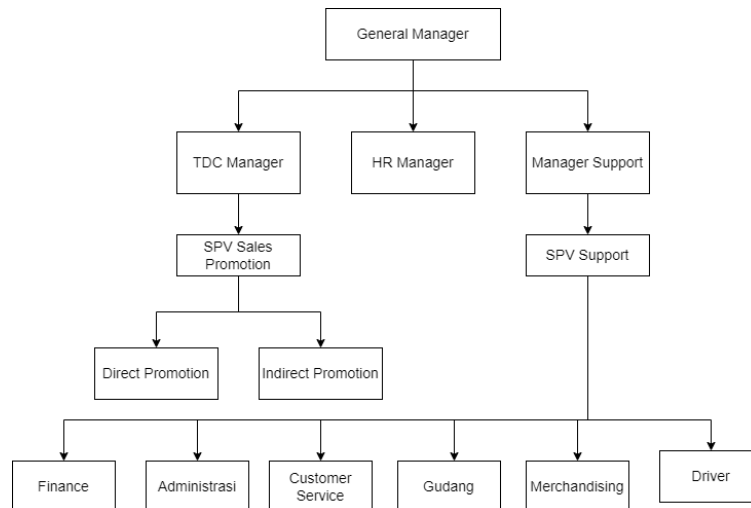 General Manager
TDC Manager
HR Manager
Manager Support
SPV Sales
Promotion
SPV Support
Direct Promotion
Indirect Promotion
Finance
Administrasi
Customer
Service
Gudang
Merchandising
Driver